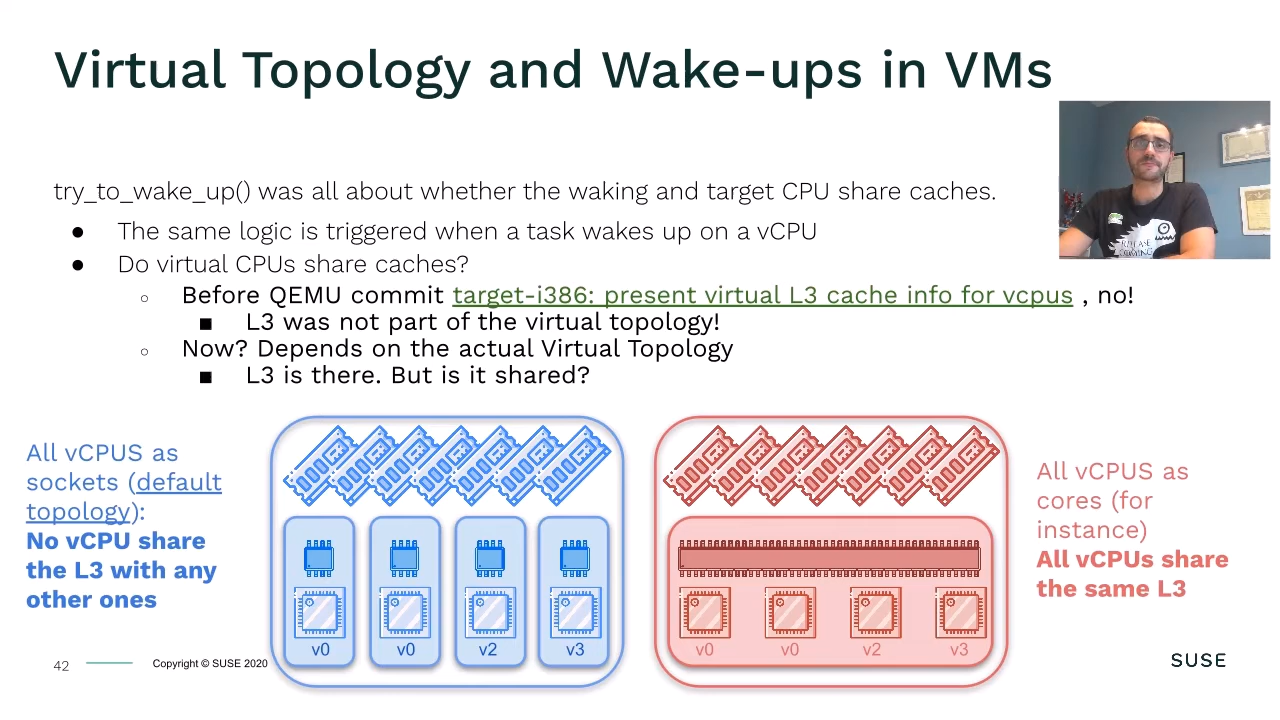 Virtual Topology and Wake-ups in VMs
try_to_wake_up() was all about whether the waking and target CPU share caches.
● The same logic is triggered when a task wakes up on a vCPU
● Do virtual CPUs share caches?
○ Before QEMU commit target-i386: present virtual L3 cache info for vcpus , no!
■ L3 was not part of the virtual topology!
○ Now? Depends on the actual Virtual Topology
■ L3 is there. But is it shared?
All vCPUS as
sockets (default
topology):
No vCPU share
the L3 with any
other ones
v0 v0 v2 v3
v0 v0 v2 v3
All vCPUS as
cores (for
instance)
All vCPUs share
the same L3
42
Copyright © SUSE 2020
SUSE